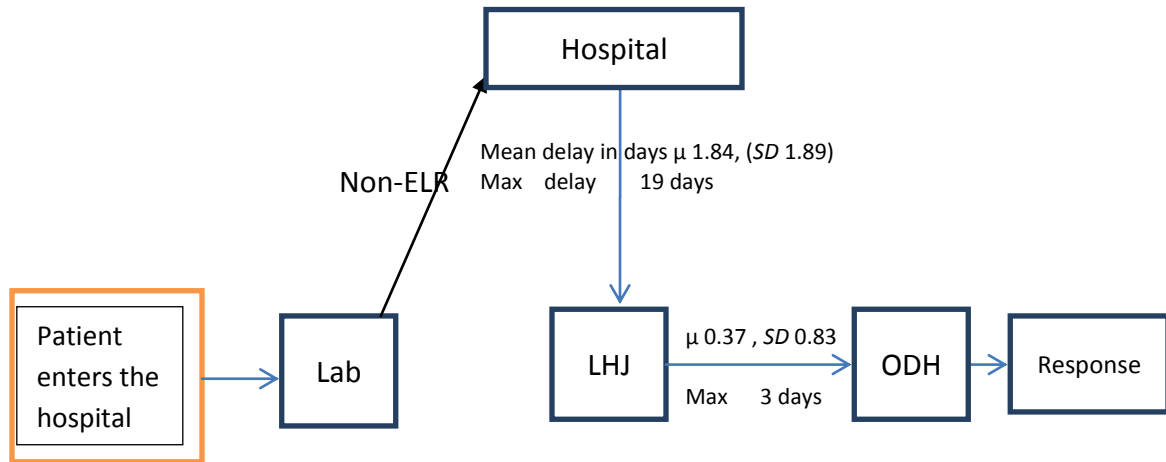 Hospital
Mean delay in days μ 1.84, (SD 1.89)
Max delay 19 days
Non-ELR
Patient
enters the
hospital
Lab
LHJ
μ 0.37 , SD 0.83
Max 3 days
ODH
Response